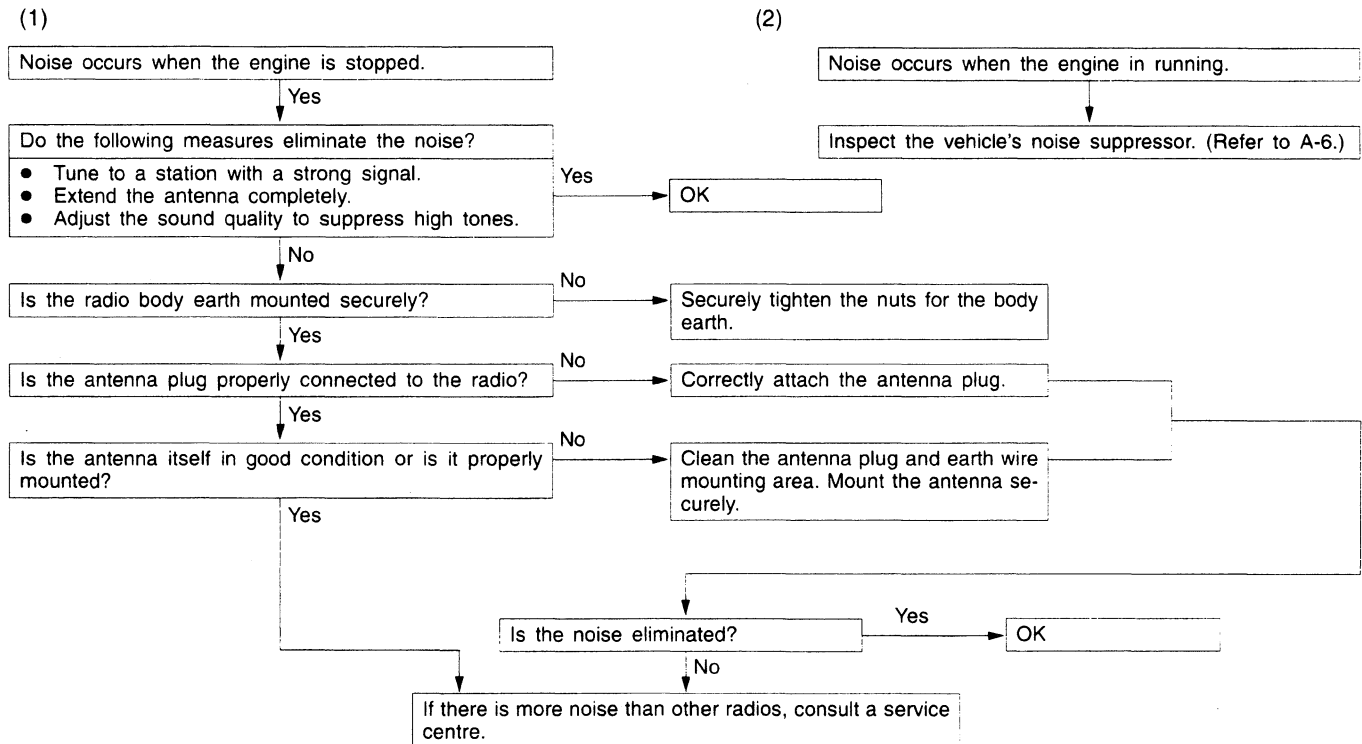 (1)
Noise occurs when the engine is stopped.
Yes
Do the following measures eliminate the noise?
● Tune to a station with a strong signal.
● Extend the antenna completely.
● Adjust the sound quality to suppress high tones.
Yes
OK
No
Is the radio body earth mounted securely?
No
Securely tighten the nuts for the body
earth.
Yes
Is the antenna plug properly connected to the radio?
No
Correctly attach the antenna plug.
Yes
Is the antenna itself in good condition or is it properly
mounted?
No
Clean the antenna plug and earth wire
mounting area. Mount the antenna se-
curely.
Yes
Is the noise eliminated?
Yes
OK
No
If there is more noise than other radios, consult a service
centre.
(2)
Noise occurs when the engine in running.
Inspect the vehicle's noise suppressor. (Refer to A-6.)